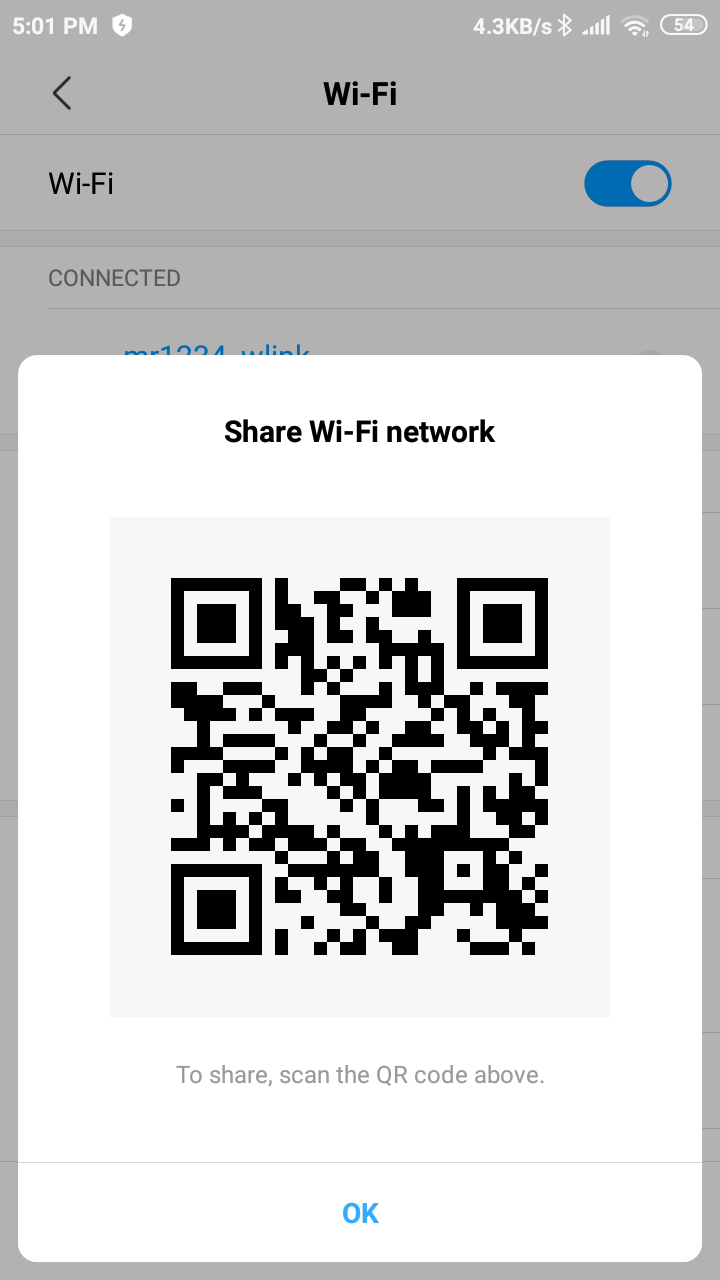 5:01 PM 4.3KB/s 54
Wi-Fi
Wi-Fi
CONNECTED
mr1234_wlink
Share Wi-Fi network
To share, scan the QR code above.
OK